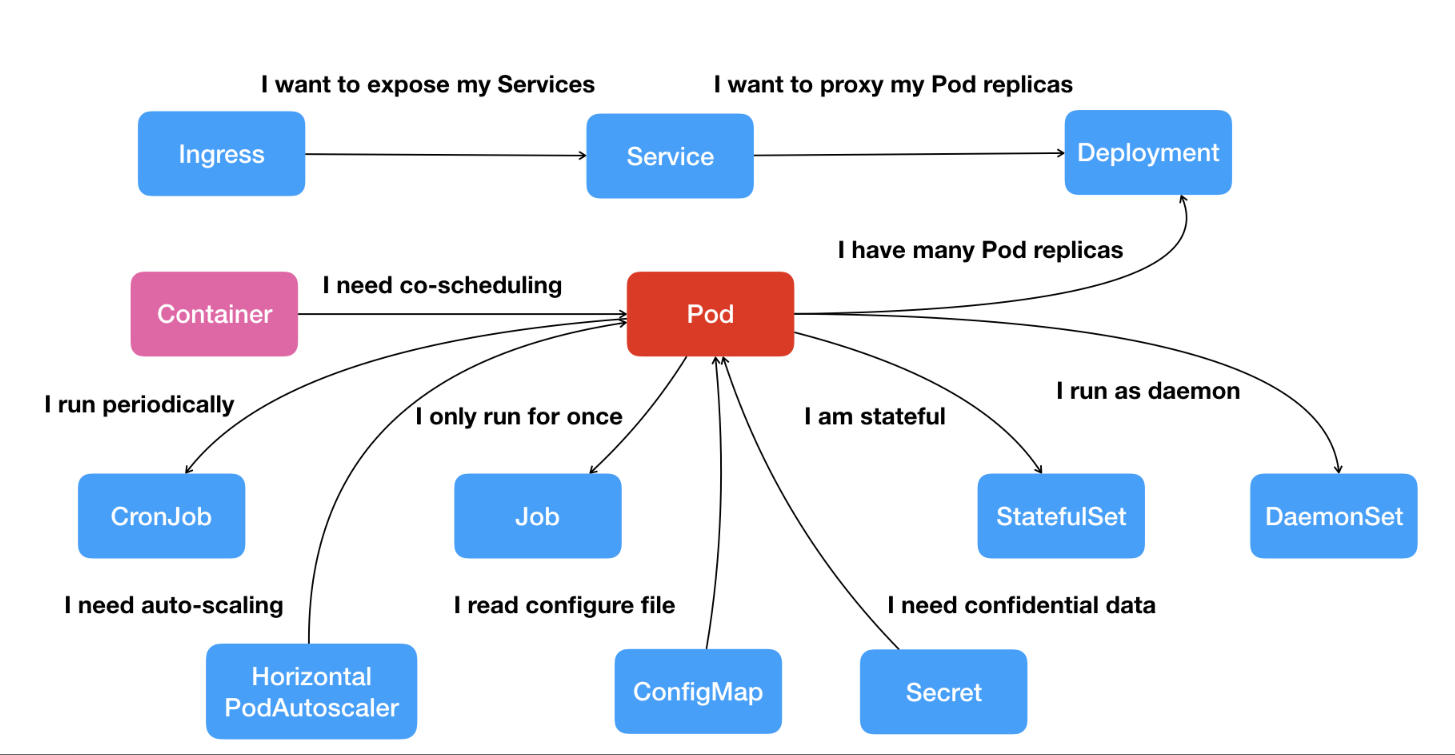 I want to expose my Services
I want to proxy my Pod replicas
Ingress
Service
Deployment
I have many Pod replicas
I need co-scheduling
Container
Pod
I run periodically
I only run for once
I am stateful
I run as daemon
CronJob
Job
StatefulSet
DaemonSet
I need auto-scaling
I read configure file
I need confidential data
Horizontal
PodAutoscaler
ConfigMap
Secret